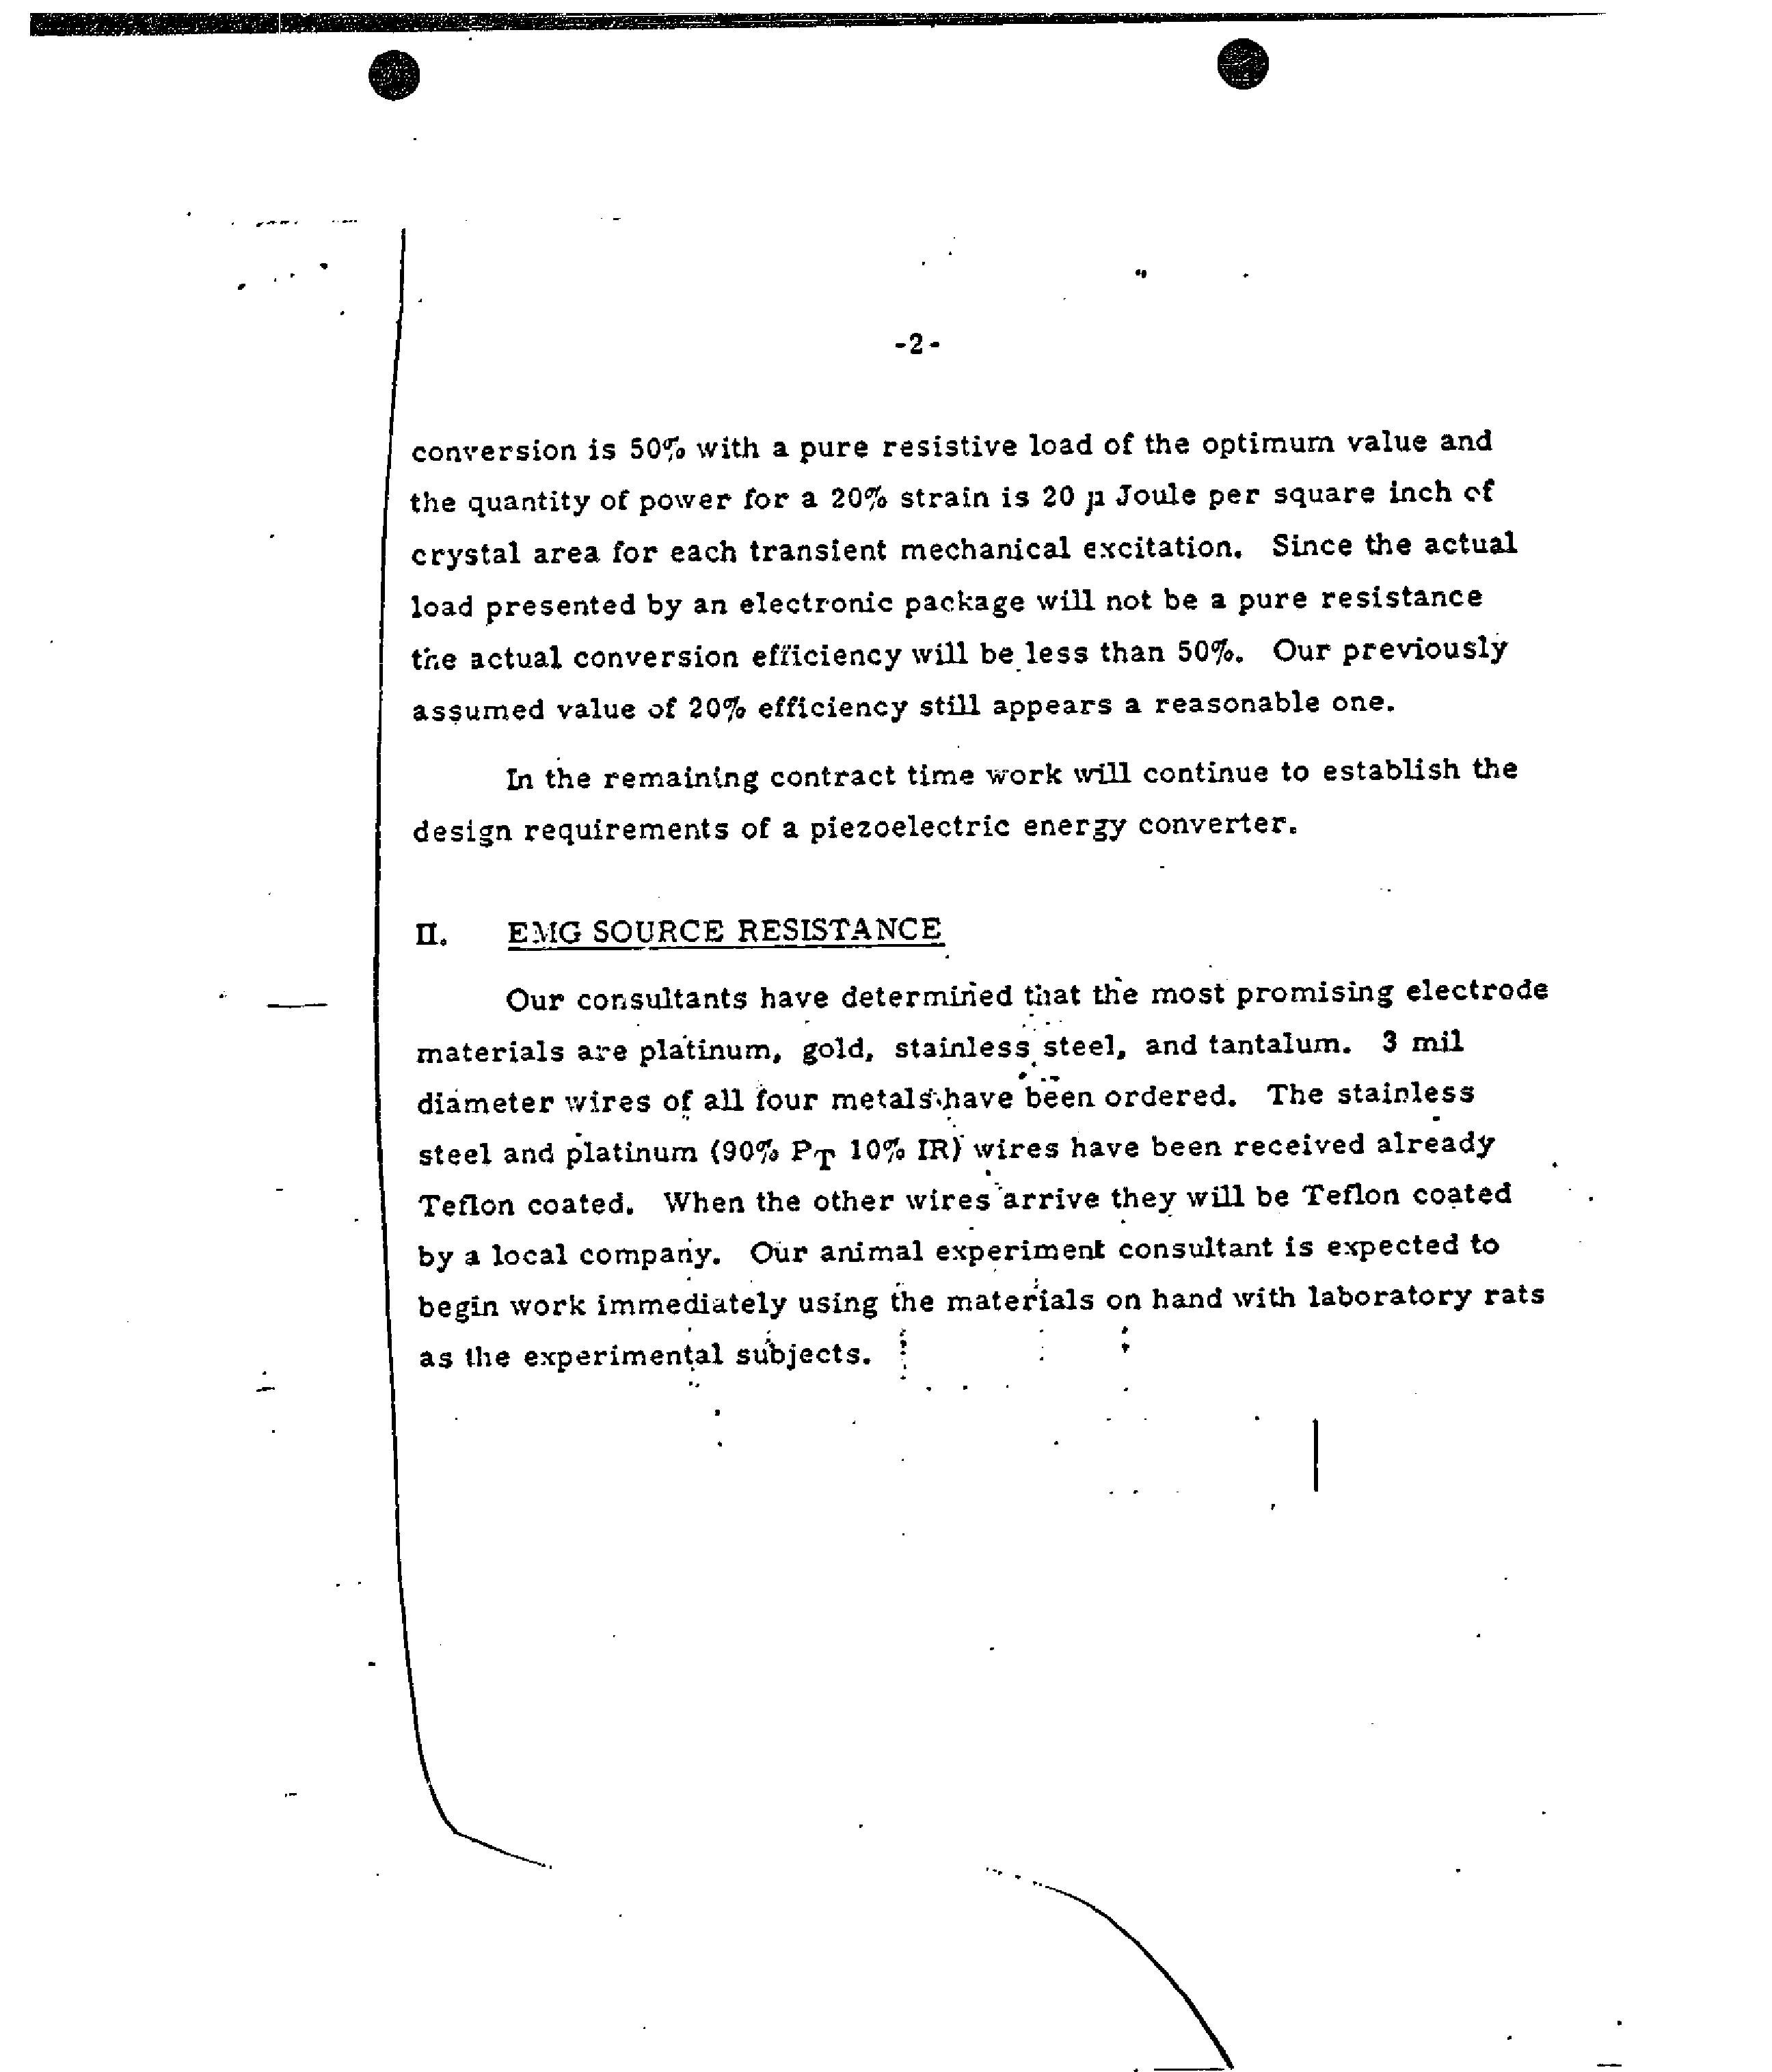 -2-
conversion is 50% with a pure resistive load of the optimum value and
the quantity of power for a 20% strain is 20 µ Joule per square inch of
crystal area for each transient mechanical excitation. Since the actual
load presented by an electronic package will not be a pure resistance
the actual conversion efficiency will be less than 50%. Our previously
assumed value of 20% efficiency still appears a reasonable one.
In the remaining contract time work will continue to establish the
design requirements of a piezoelectric energy converter.
II. EMG SOURCE RESISTANCE
Our consultants have determined that the most promising electrode
materials are platinum, gold, stainless steel, and tantalum. 3 mil
diameter wires of all four metals have been ordered. The stainless
steel and platinum (90% PT 10% IR) wires have been received already
Teflon coated. When the other wires arrive they will be Teflon coated
by a local company. Our animal experiment consultant is expected to
begin work immediately using the materials on hand with laboratory rats
as the experimental subjects.